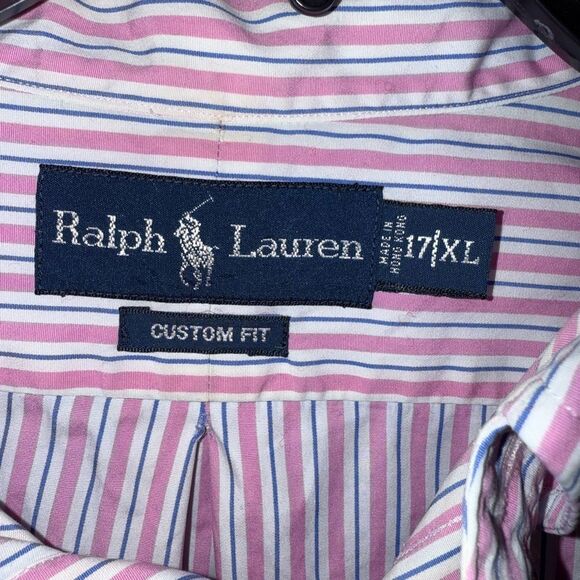 Ralph Lauren
MADE IN
HONG KONG
17/XL
CUSTOM FIT